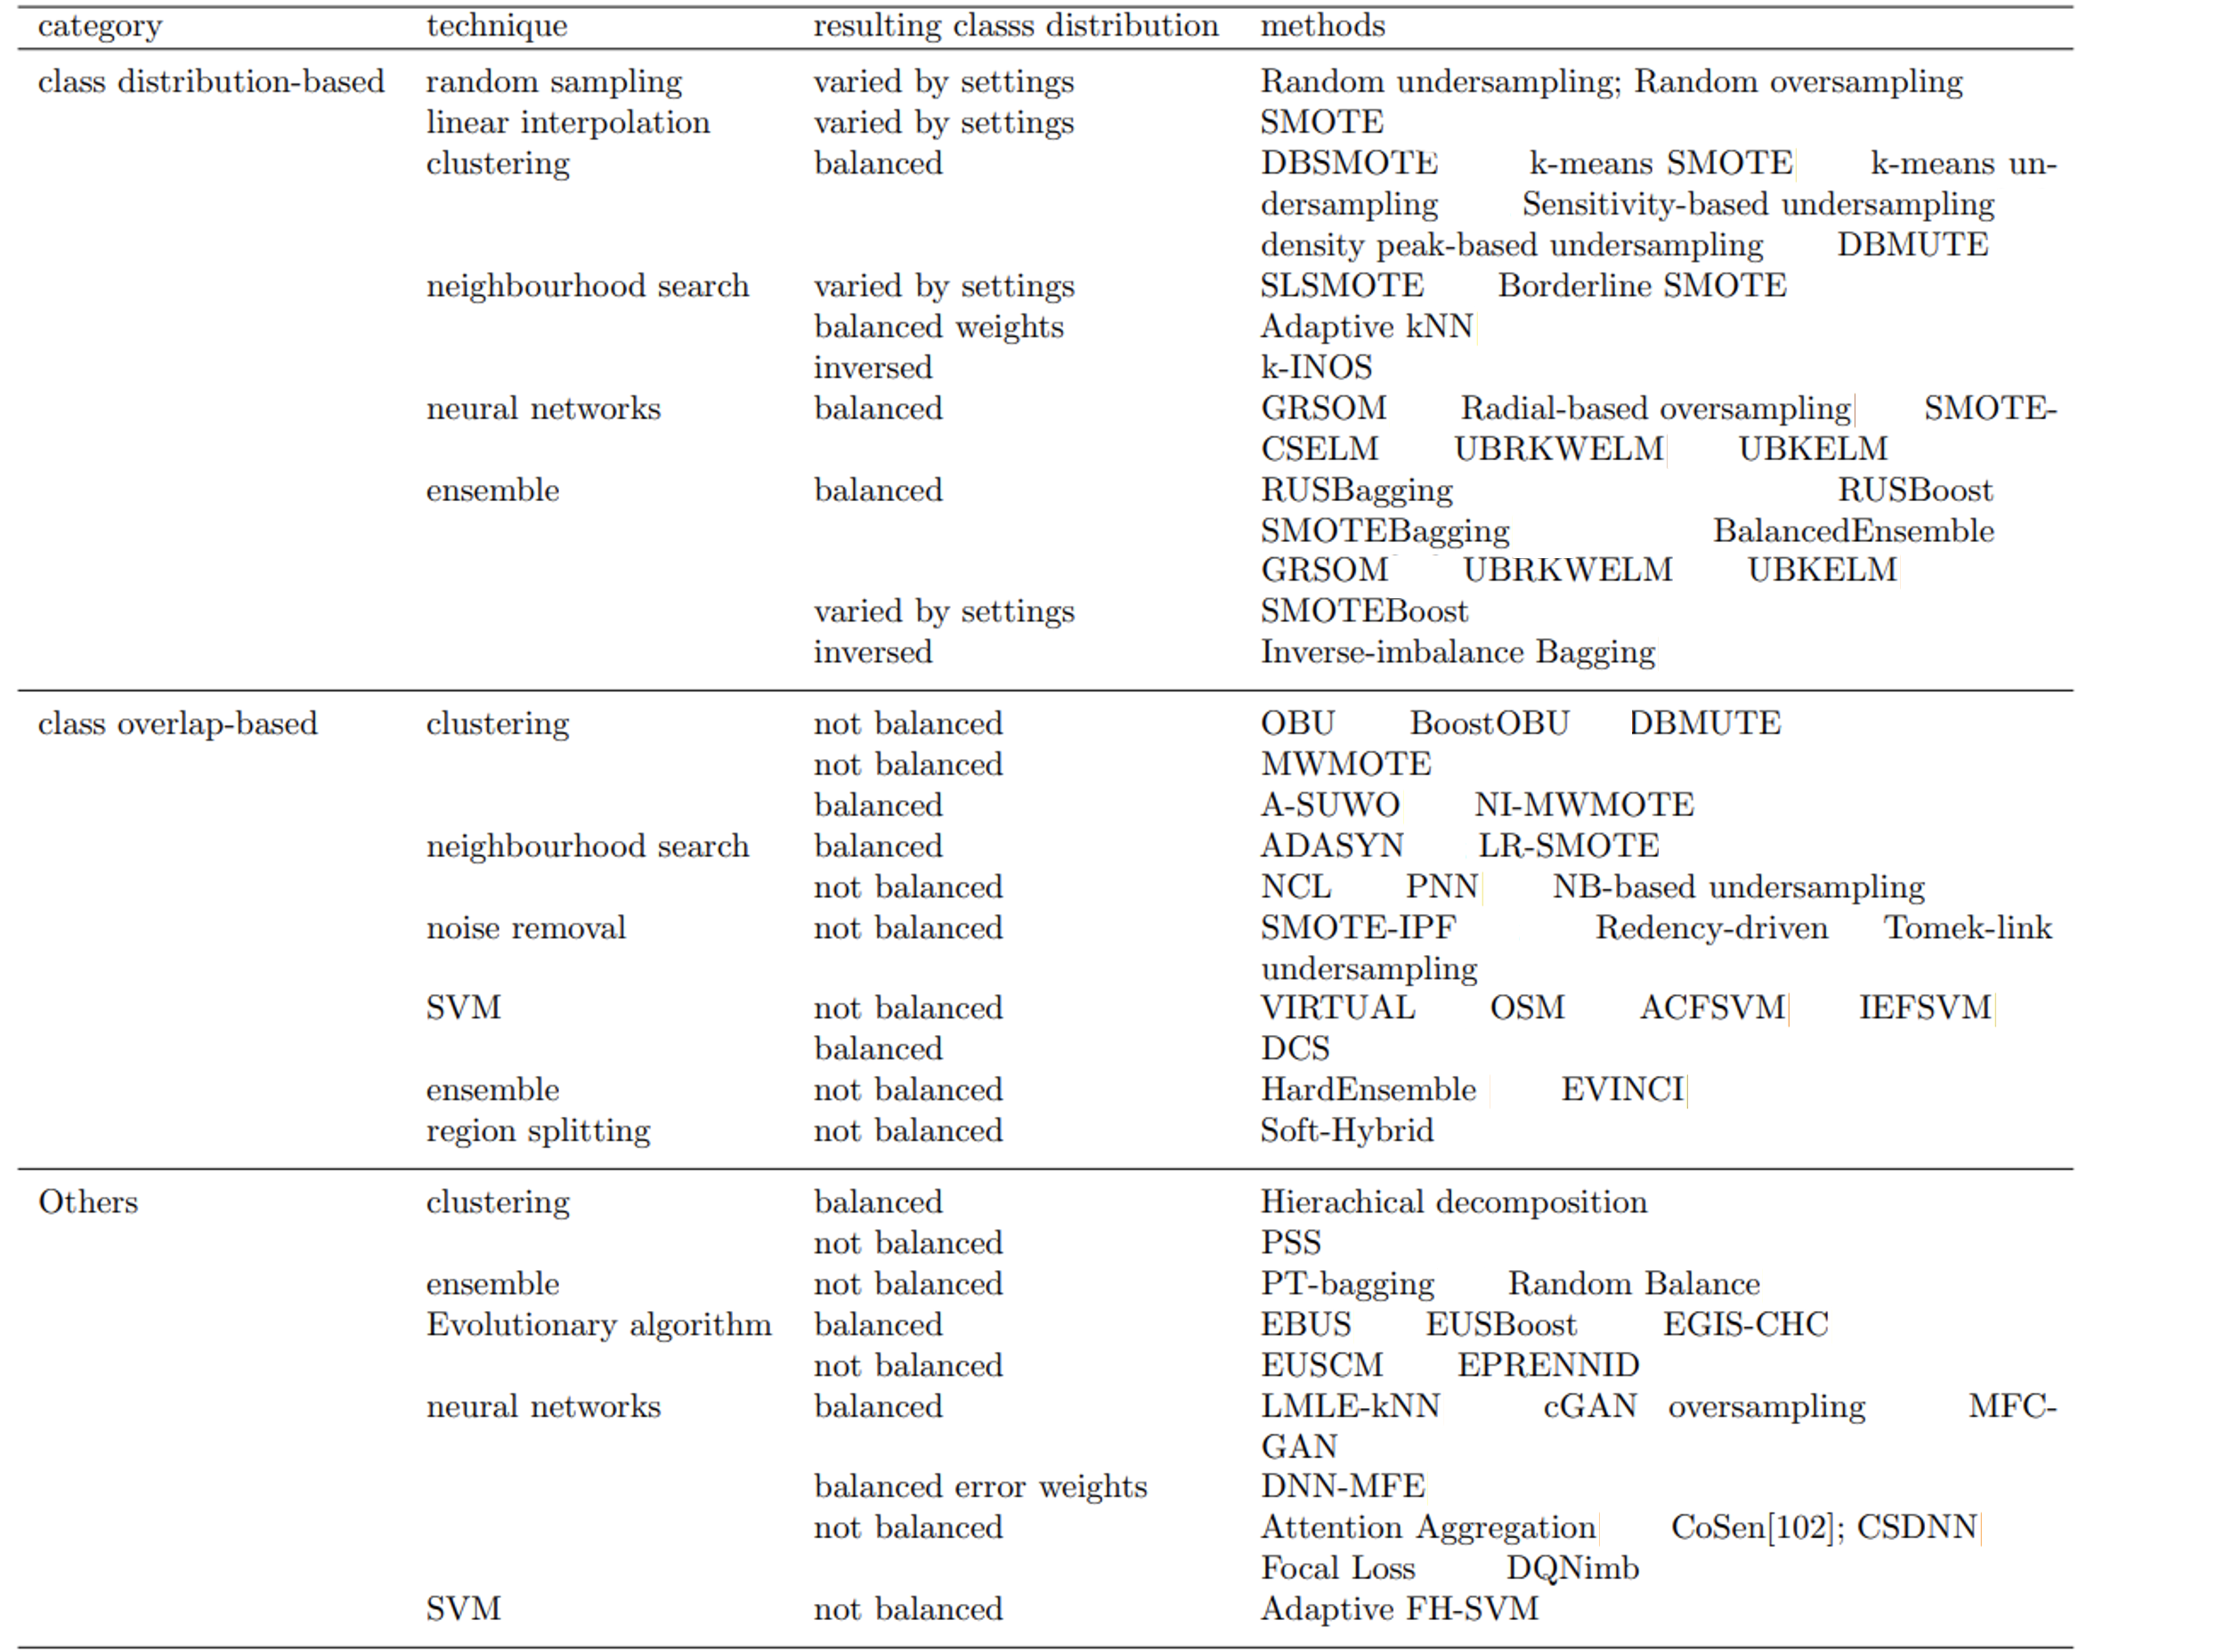 category technique resulting classs distribution methods
class distribution-based random sampling varied by settings Random undersampling; Random oversampling
linear interpolation varied by settings SMOTE
clustering balanced DBSMOTE k-means SMOTE k-means un-
dersampling Sensitivity-based undersampling
density peak-based undersampling DBMUTE
neighbourhood search varied by settings SLSMOTE Borderline SMOTE
balanced weights Adaptive kNN
inversed k-INOS
neural networks balanced GRSOM Radial-based oversampling SMOTE-
CSELM UBRKWELM UBKELM
ensemble balanced RUSBagging RUSBoost
SMOTEBagging BalancedEnsemble
GRSOM UBRKWELM UBKELM
varied by settings SMOTEBoost
inversed Inverse-imbalance Bagging
class overlap-based clustering not balanced OBU BoostOBU DBMUTE
not balanced MWMOTE
balanced A-SUWO NI-MWMOTE
neighbourhood search balanced ADASYN LR-SMOTE
not balanced NCL PNN NB-based undersampling
noise removal not balanced SMOTE-IPF Redency-driven Tomek-link
undersampling
SVM not balanced VIRTUAL OSM ACFSVM IEFSVM
balanced DCS
ensemble not balanced HardEnsemble EVINCI
region splitting not balanced Soft-Hybrid
Others clustering balanced Hierachical decomposition
not balanced PSS
ensemble not balanced PT-bagging Random Balance
Evolutionary algorithm balanced EBUS EUSBoost EGIS-CHC
not balanced EUSCM EPRENNID
neural networks balanced LMLE-kNN cGAN oversampling MFC-
GAN
balanced error weights DNN-MFE
not balanced Attention Aggregation CoSen[102]; CSDNN
Focal Loss DQNimb
SVM not balanced Adaptive FH-SVM